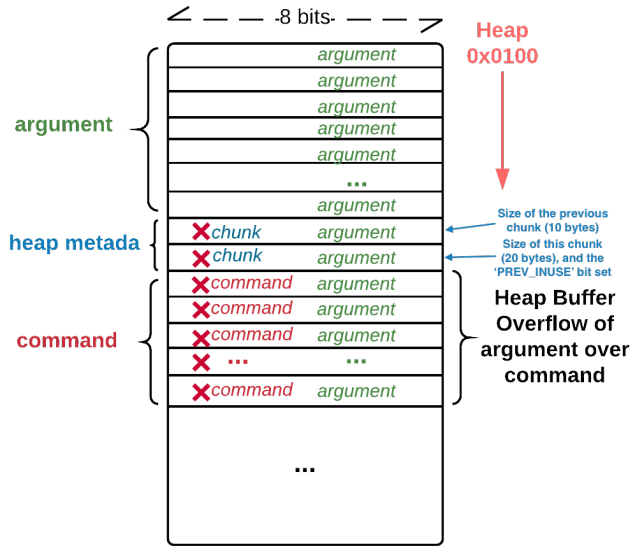 -8 bits-
Heap
0x0100
argument
argument
argument
argument
argument
argument
...
argument
heap metada
chunk argument
chunk argument
Size of the previous
chunk (10 bytes)
Size of this chunk
(20 bytes), and the
‘PREV_INUSE’ bit set
command
command argument
command argument
command argument
... ...
command argument
Heap Buffer
Overflow of
argument over
command
...